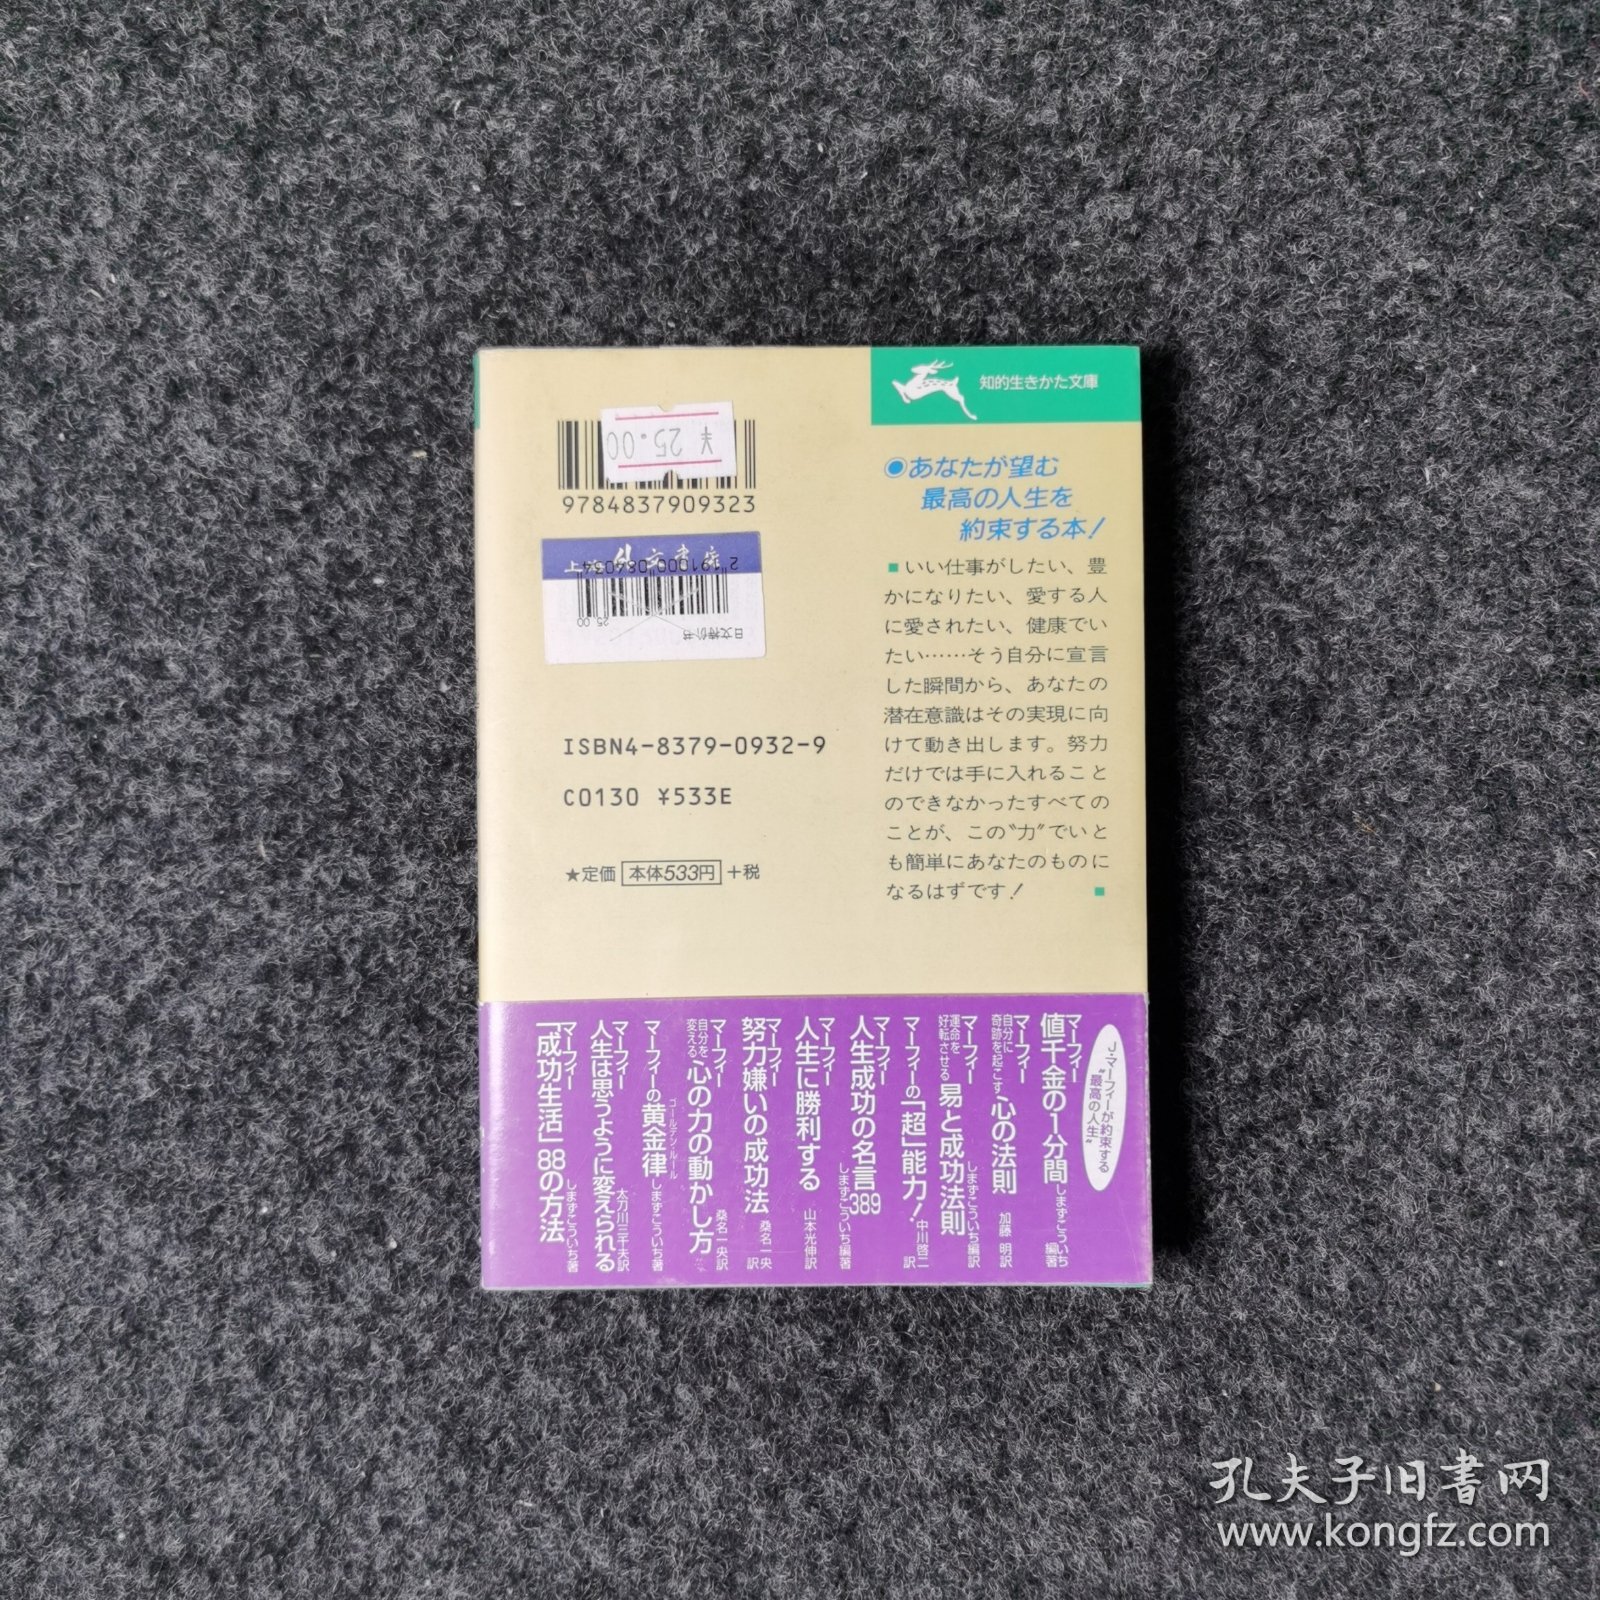 知的生きかた文庫
¥25.00
9784837909323
上海外文書店
2 191000 086034
25.00
日文特价书
ISBN4-8379-0932-9
C0130 ¥533E
★定価 本体533円 +税
◉あなたが望む
最高の人生を
約束する本!
■いい仕事がしたい、豊
かになりたい、愛する人
に愛されたい、健康でい
たい……そう自分に宣言
した瞬間から、あなたの
潜在意識はその実現に向
けて動き出します。努力
だけでは手に入れること
のできなかったすべての
ことが、この〝力〟でいと
も簡単にあなたのものに
なるはずです! ■
J・マーフィーが約束する
〝最高の人生〟
マーフィー
値千金の1分間 しまずこういち編著
マーフィー
自分に奇跡を起こす心の法則 加藤 明訳
マーフィー
運命を好転させる易と成功法則 しまずこういち編訳
マーフィーの「超」能力! 中川啓二訳
マーフィー
人生成功の名言389 しまずこういち編著
マーフィー
人生に勝利する 山本光伸訳
マーフィー
努力嫌いの成功法 桑名一央訳
マーフィー
自分を変える心の力の動かし方 桑名一央訳
マーフィーの黄金律 ゴールデンルール しまずこういち著
マーフィー
人生は思うように変えられる 太刀川三千夫訳
マーフィー
「成功生活」88の方法 しまずこういち著
孔夫子旧書网
www.kongfz.com